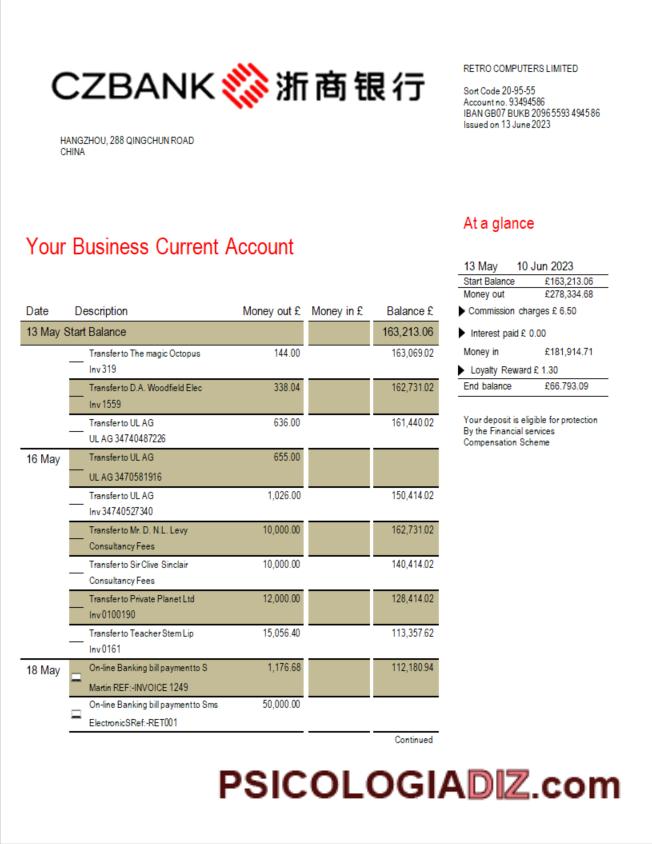 CZBANK 浙商银行
HANGZHOU, 288 QINGCHUN ROAD
CHINA
RETRO COMPUTERS LIMITED
Sort Code 20-95-55
Account no. 93494586
IBAN GB07 BUKB 20965593 494586
Issued on 13 June 2023
At a glance
13 May 10 Jun 2023
Start Balance £163,213.06
Money out £278,334.68
Commission charges £ 6.50
Interest paid £ 0.00
Money in £181,914.71
Loyalty Reward £ 1.30
End balance £66.793.09
Your deposit is eligible for protection
By the Financial services
Compensation Scheme
Your Business Current Account
Date Description Money out £ Money in £ Balance £
13 May Start Balance 163,213.06
Transfer to The magic Octopus 144.00 163,069.02
Inv 319
Transfer to D.A. Woodfield Elec 338.04 162,731.02
Inv 1559
Transfer to UL AG 636.00 161,440.02
UL AG 34740487226
16 May Transfer to UL AG 655.00
UL AG 3470581916
Transfer to UL AG 1,026.00 150,414.02
Inv 34740527340
Transfer to Mr. D. N.L. Levy 10,000.00 162,731.02
Consultancy Fees
Transfer to Sir Clive Sinclair 10,000.00 140,414.02
Consultancy Fees
Transfer to Private Planet Ltd 12,000.00 128,414.02
Inv 0100190
Transfer to Teacher Stem Lip 15,056.40 113,357.62
Inv 0161
18 May On-line Banking bill payment to S 1,176.68 112,180.94
Martin REF:-INVOICE 1249
On-line Banking bill payment to Sms 50,000.00
ElectronicSRef:-RET001
Continued
PSICOLOGIADIZ.com